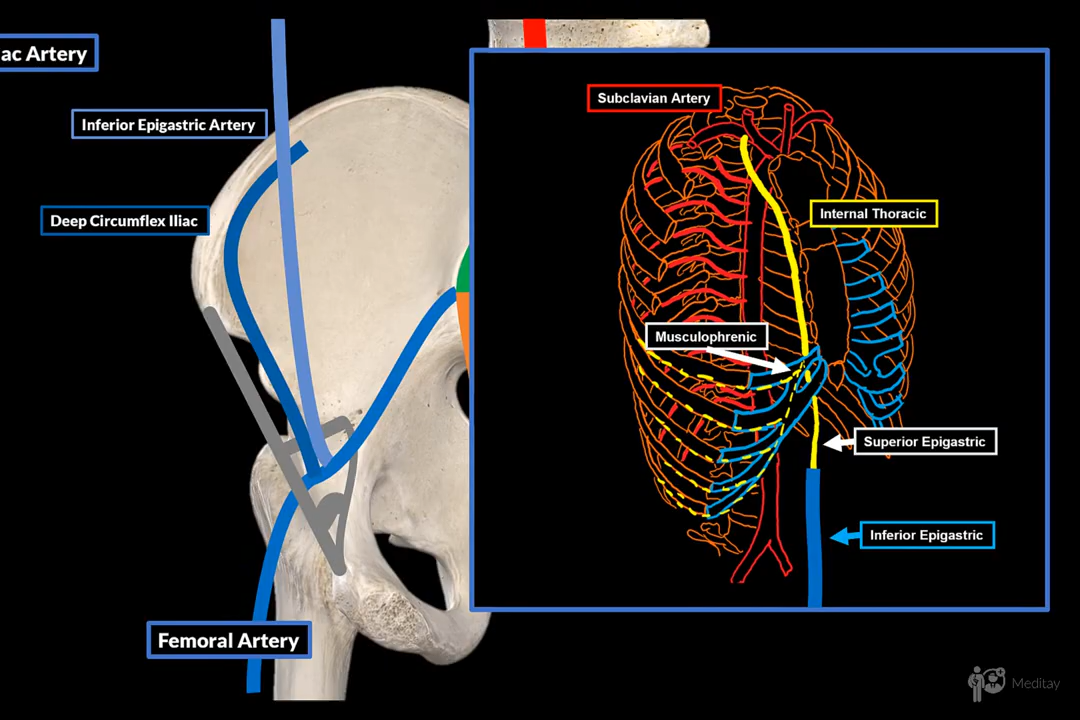 ac Artery
Inferior Epigastric Artery
Deep Circumflex Iliac
Femoral Artery
Subclavian Artery
Internal Thoracic
Musculophrenic
Superior Epigastric
Inferior Epigastric
Meditay